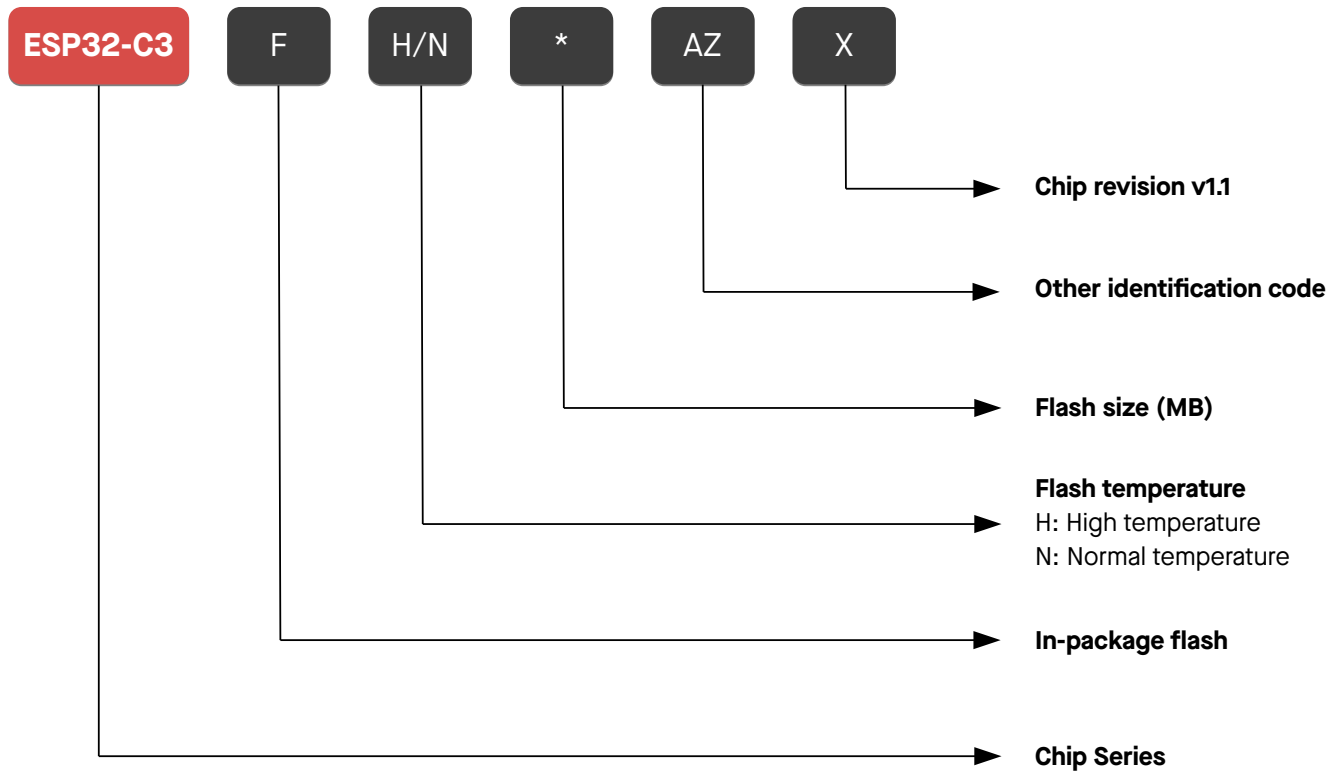 ESP32-C3 F H/N * AZ X
Chip revision v1.1
Other identification code
Flash size (MB)
Flash temperature
H: High temperature
N: Normal temperature
In-package flash
Chip Series